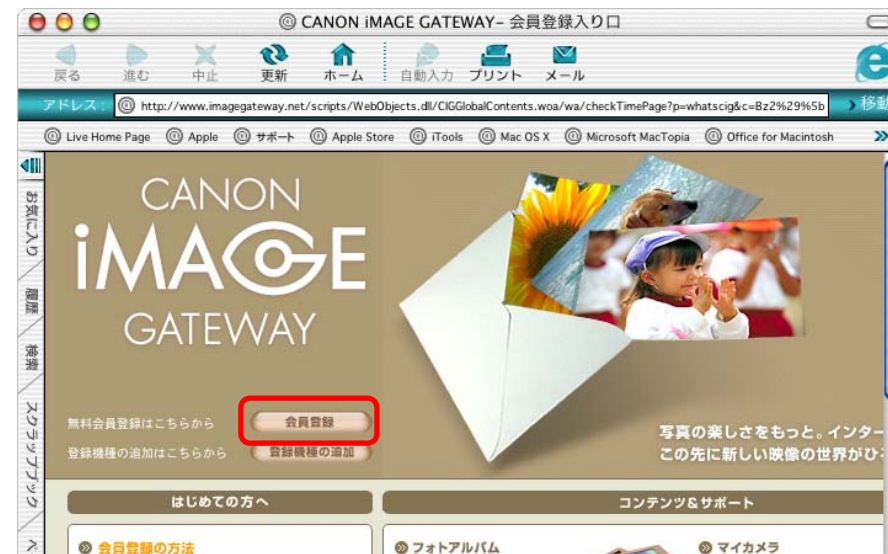 CANON iMAGE GATEWAY- 会員登録入り口
戻る 進む 中止 更新 ホーム 自動入力 プリント メール
アドレス: http://www.imagegateway.net/scripts/WebObjects.dll/CIGGlobalContents.woa/wa/checkTimePage?p=whatscig&c=Bz2%29%5b 移動
Live Home Page Apple サポート Apple Store iTools Mac OS X Microsoft MacTopia Office for Macintosh
お気に入り
履歴
検索
スクラップブック
CANON
iMAGE
GATEWAY
無料会員登録はこちらから 会員登録
登録機種の追加はこちらから 登録機種の追加
写真の楽しさをもっと。インター
この先に新しい映像の世界がひ
はじめての方へ
コンテンツ&サポート
会員登録の方法
フォトアルバム
マイカメラ